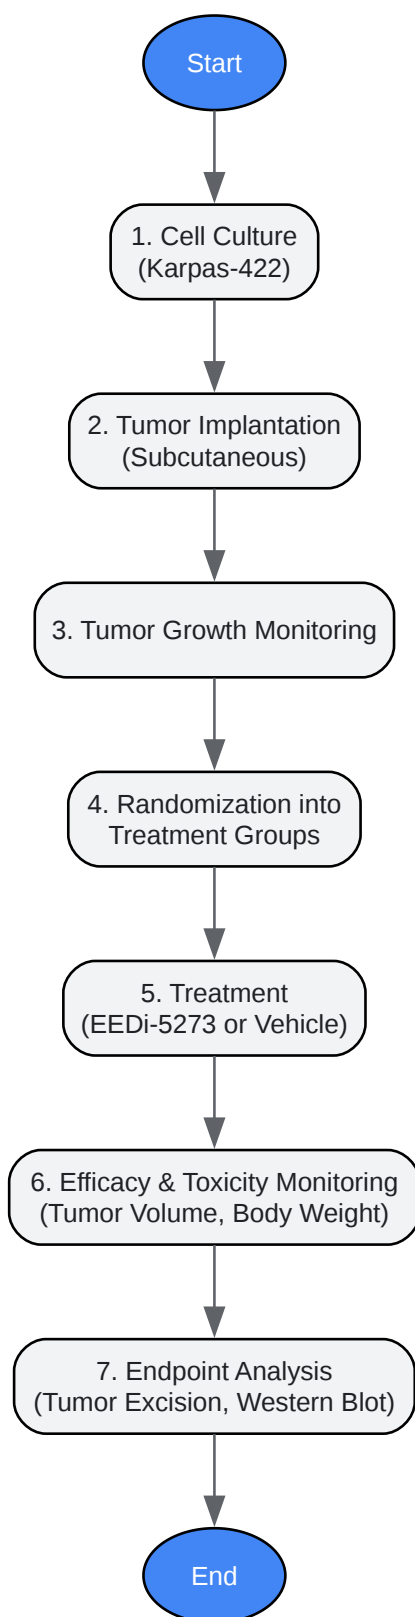 Start
1. Cell Culture
(Karpas-422)
2. Tumor Implantation
(Subcutaneous)
3. Tumor Growth Monitoring
4. Randomization into
Treatment Groups
5. Treatment
(EEDi-5273 or Vehicle)
6. Efficacy & Toxicity Monitoring
(Tumor Volume, Body Weight)
7. Endpoint Analysis
(Tumor Excision, Western Blot)
End